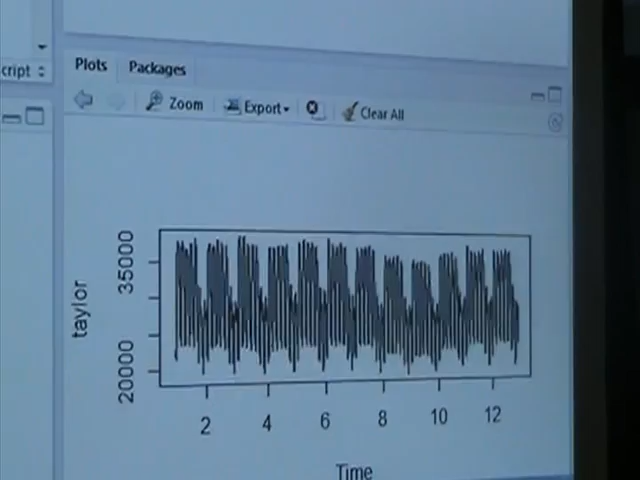 cript
Plots Packages
Zoom Export Clear All
35000
taylor
20000
2 4 6 8 10 12
Time